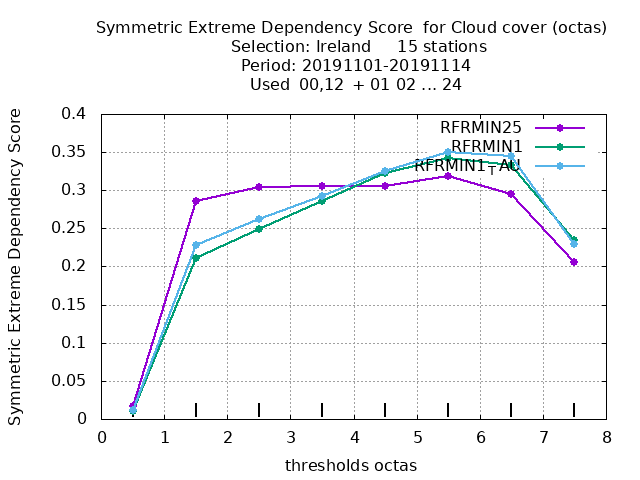 Symmetric Extreme Dependency Score  for Cloud cover (octas)
Selection: Ireland     15 stations
Period: 20191101-20191114
Used  00,12  + 01 02 ... 24
Symmetric Extreme Dependency Score
0.4
0.35
0.3
0.25
0.2
0.15
0.1
0.05
0
RFRMIN25
RFRMIN1
RFRMIN1TAU
0 1 2 3 4 5 6 7 8
thresholds octas